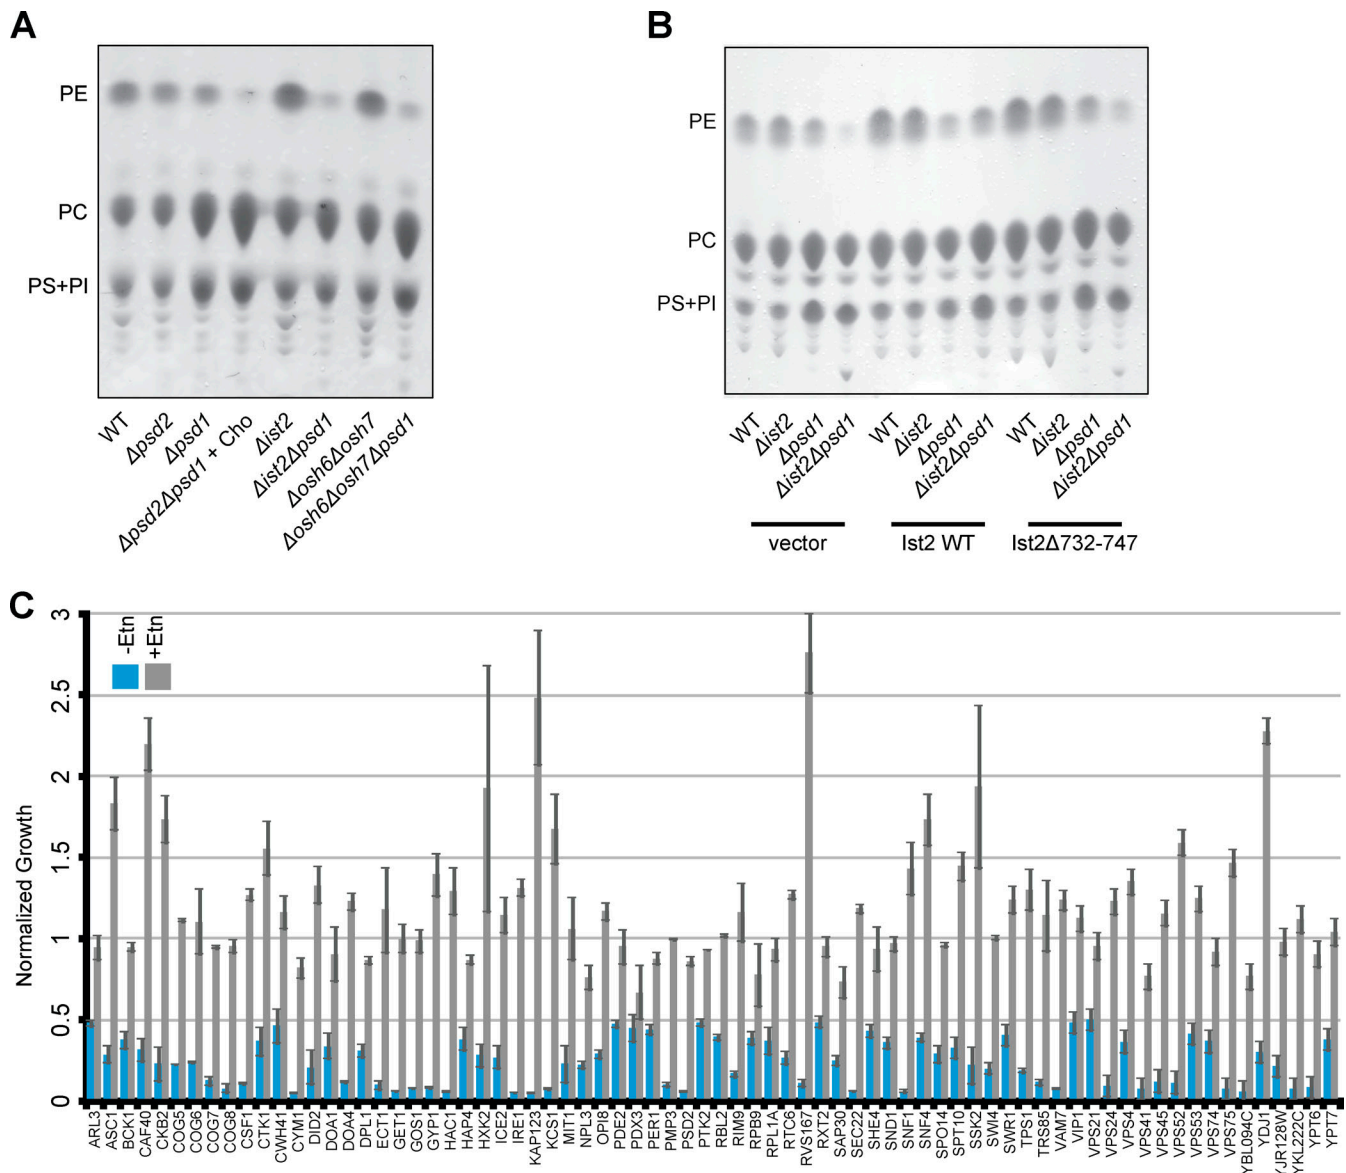 A
PE
PC
PS+PI
WT
Δpsd2
Δpsd1
Δpsd2Δpsd1 + Cho
Δist2
Δist2Δpsd1
Δosh6Δosh7
Δosh6Δosh7Δpsd1
B
PE
PC
PS+PI
WT
Δist2
Δpsd1
Δist2Δpsd1
WT
Δist2
Δpsd1
Δist2Δpsd1
WT
Δist2
Δpsd1
Δist2Δpsd1
vector
Ist2 WT
Ist2Δ732-747
C
-Etn
+Etn
Normalized Growth
3
2.5
2
1.5
1
0.5
0
ARL3
ASC1
BCK1
CAF40
CKB2
COG5
COG6
COG7
COG8
CSF1
CTK1
CWH41
CYM1
DID2
DOA1
DOA4
DPL1
ECT1
GET1
GOS1
GYP1
HAC1
HAP4
HXK2
ICE2
IRE1
KAP123
KCS1
MIT1
NPL3
OPI8
PDE2
PDX3
PER1
PMP3
PSD2
PTK2
RBL2
RIM9
RPB9
RPL1A
RTC6
RVS167
RXT2
SAP30
SEC22
SHE4
SND1
SNF1
SNF4
SPO14
SPT10
SSK2
SWI4
SWR1
TPS1
TRS85
VAM7
VIP1
VPS21
VPS24
VPS4
VPS41
VPS45
VPS52
VPS53
VPS74
VPS75
YBL094C
YDJ1
YJR128W
YKL222C
YPT6
YPT7